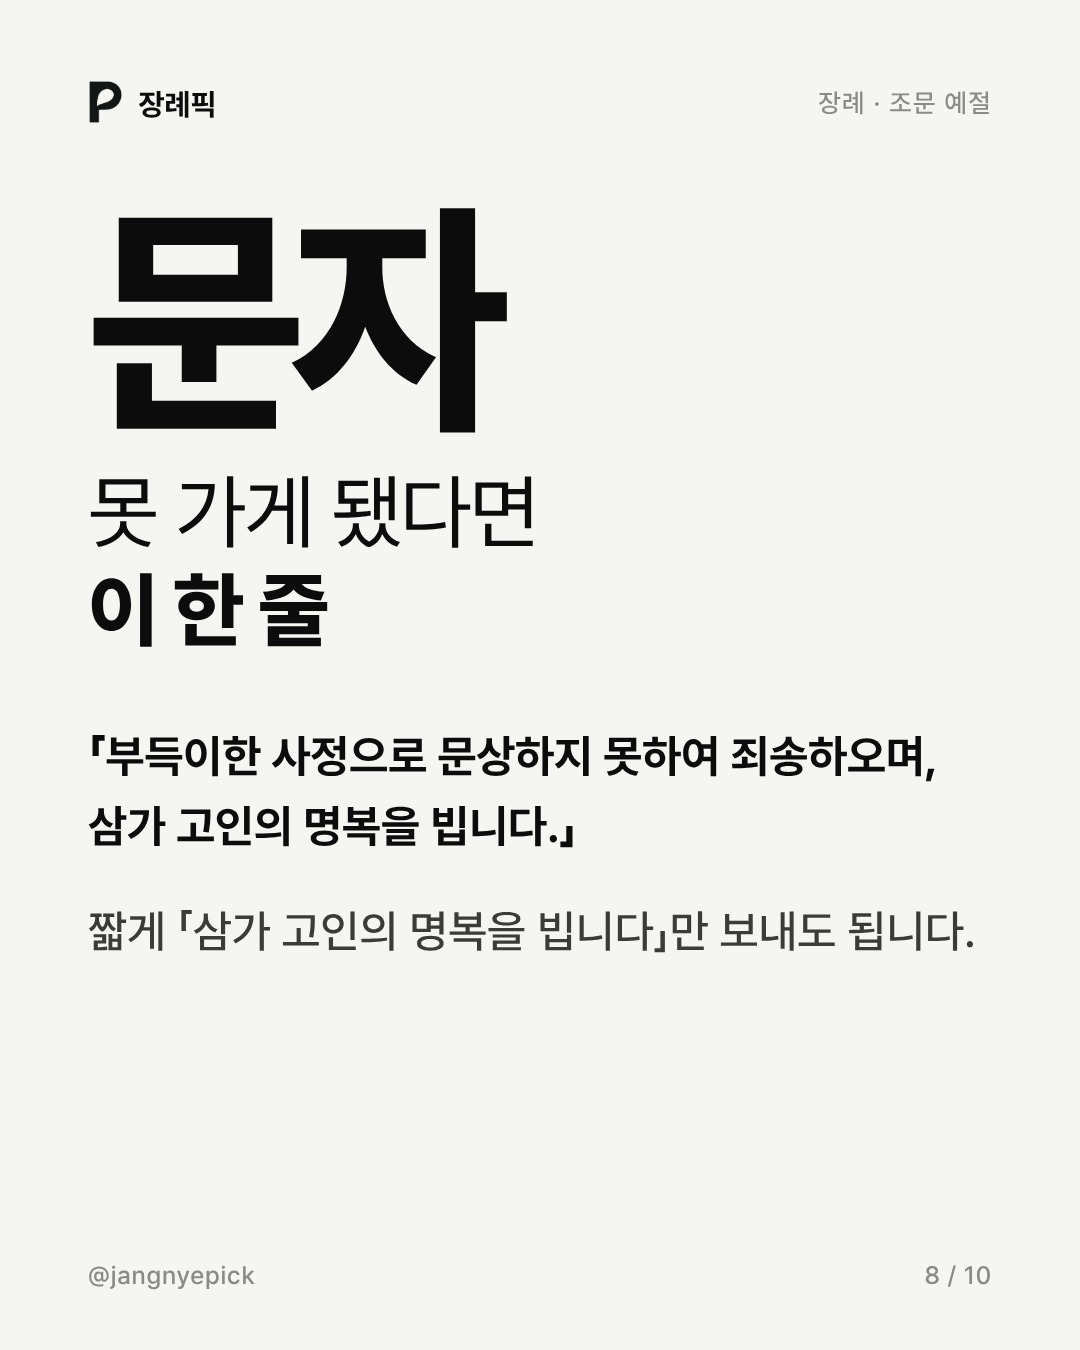 장례픽
장례 · 조문 예절
문자
못 가게 됐다면
이 한 줄
「부득이한 사정으로 문상하지 못하여 죄송하오며,
삼가 고인의 명복을 빕니다.」
짧게 「삼가 고인의 명복을 빕니다」만 보내도 됩니다.
@jangnyepick
8 / 10